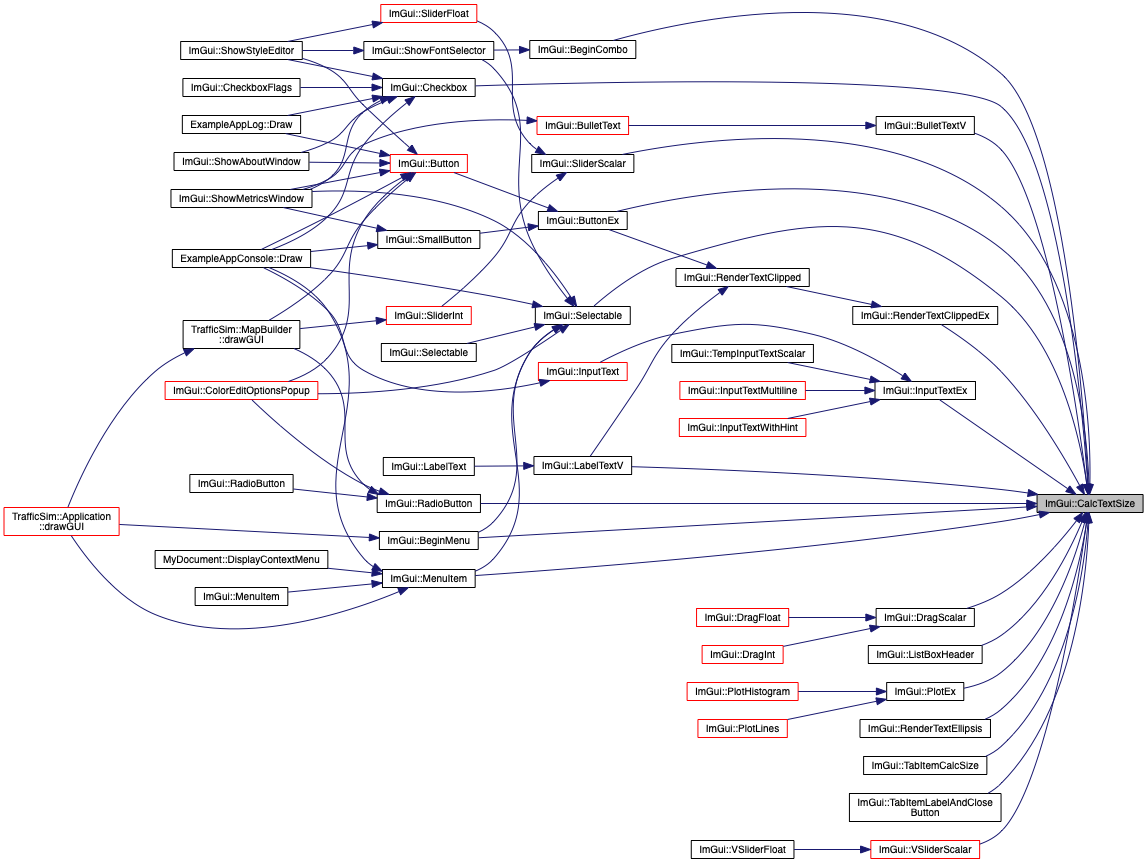 ImGui::SliderFloat
ImGui::ShowStyleEditor
ImGui::ShowFontSelector
ImGui::BeginCombo
ImGui::CheckboxFlags
ImGui::Checkbox
ExampleAppLog::Draw
ImGui::BulletText
ImGui::BulletTextV
ImGui::ShowAboutWindow
ImGui::Button
ImGui::SliderScalar
ImGui::ShowMetricsWindow
ImGui::ButtonEx
ImGui::SmallButton
ExampleAppConsole::Draw
ImGui::RenderTextClipped
ImGui::SliderInt
ImGui::Selectable
ImGui::RenderTextClippedEx
TrafficSim::MapBuilder
::drawGUI
ImGui::Selectable
ImGui::TempInputTextScalar
ImGui::InputText
ImGui::ColorEditOptionsPopup
ImGui::InputTextMultiline
ImGui::InputTextEx
ImGui::InputTextWithHint
ImGui::LabelText
ImGui::LabelTextV
ImGui::RadioButton
ImGui::RadioButton
ImGui::CalcTextSize
TrafficSim::Application
::drawGUI
ImGui::BeginMenu
MyDocument::DisplayContextMenu
ImGui::MenuItem
ImGui::MenuItem
ImGui::DragFloat
ImGui::DragScalar
ImGui::DragInt
ImGui::ListBoxHeader
ImGui::PlotHistogram
ImGui::PlotEx
ImGui::PlotLines
ImGui::RenderTextEllipsis
ImGui::TabItemCalcSize
ImGui::TabItemLabelAndClose
Button
ImGui::VSliderFloat
ImGui::VSliderScalar